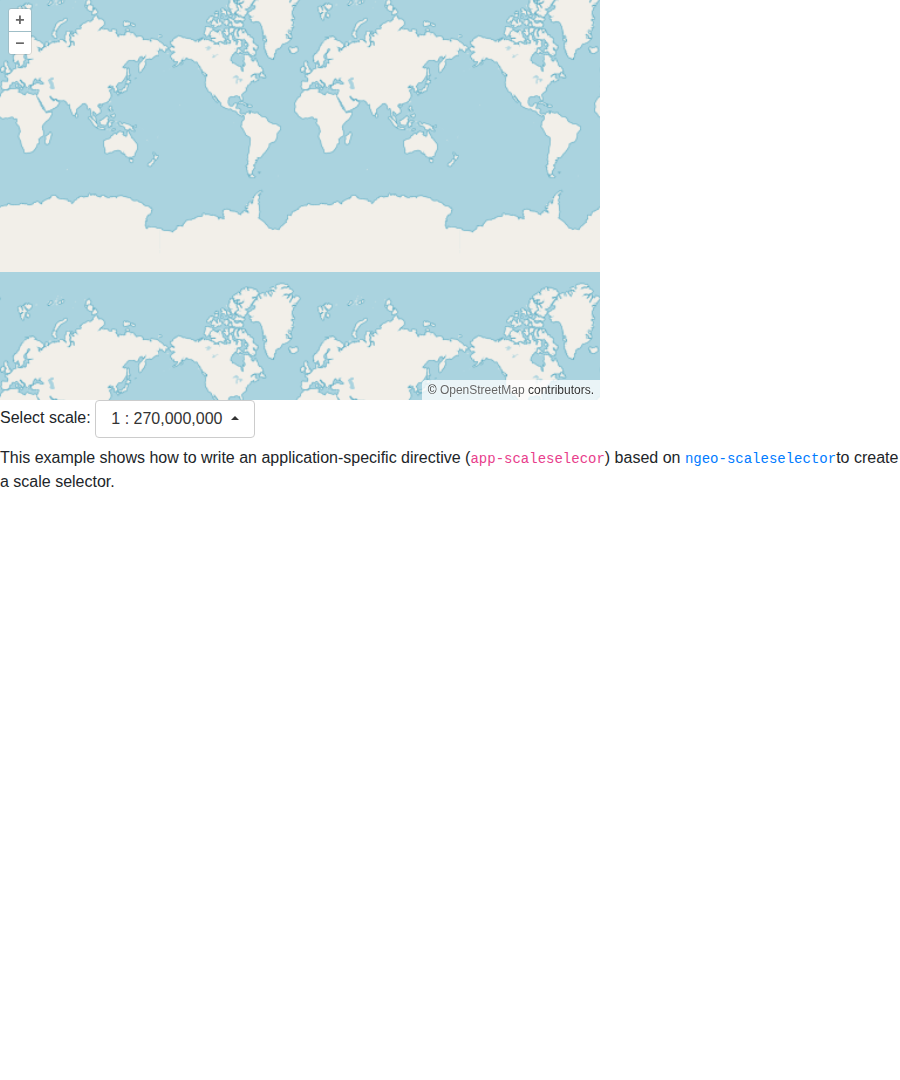 +
−
© OpenStreetMap contributors.
Select scale: 1 : 270,000,000
This example shows how to write an application-specific directive (app-scaleselecor) based on ngeo-scaleselectorto create
a scale selector.